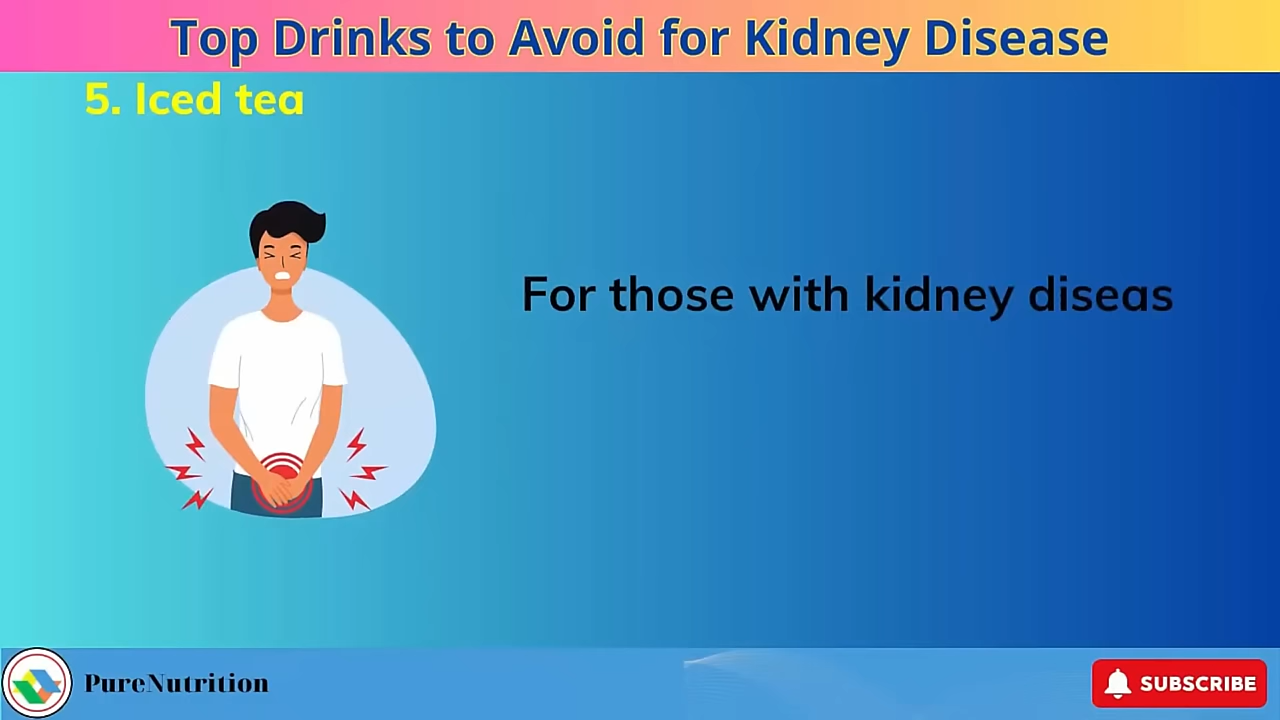 Top Drinks to Avoid for Kidney Disease
5. Iced tea
For those with kidney diseas
PureNutrition
SUBSCRIBE